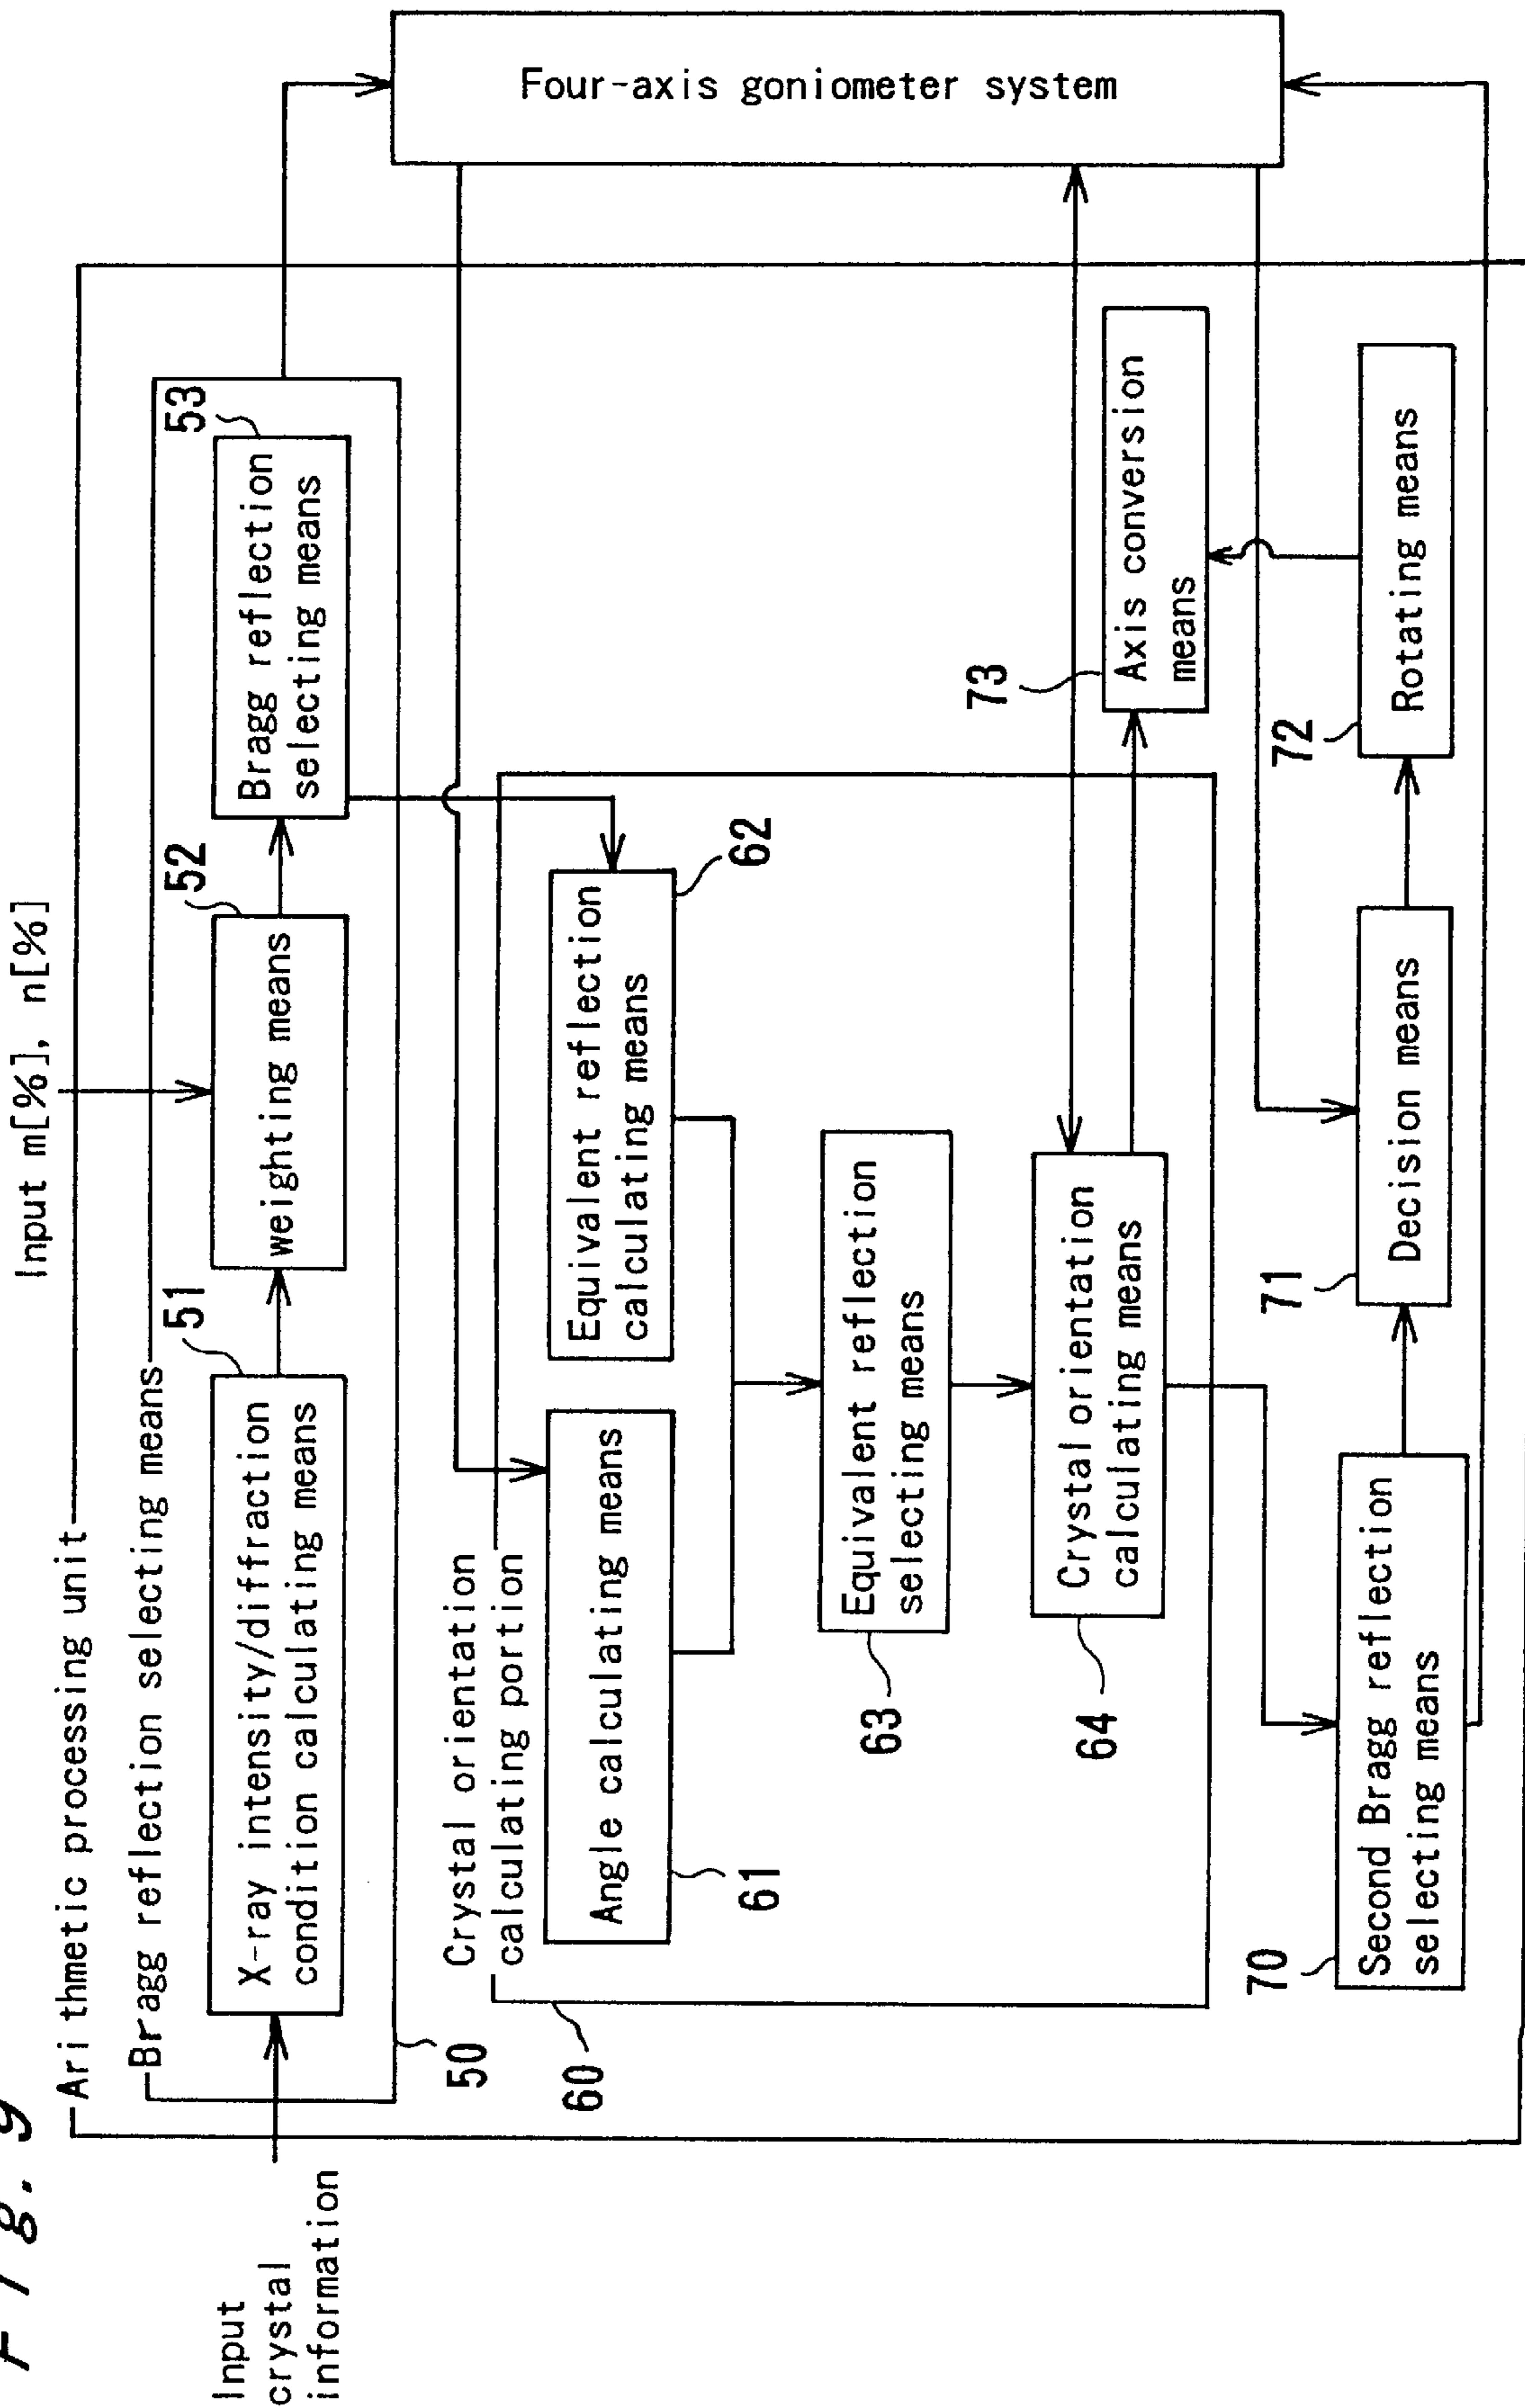 Fig. 9
Input m[%], n[%]
Arithmetic processing unit
Bragg reflection selecting means
51
52
53
Input
crystal
information
X-ray intensity/diffraction
condition calculating means
weighting means
Bragg reflection
selecting means
50
Four-axis goniometer system
Crystal orientation
calculating portion
60
Angle calculating means
61
Equivalent reflection
calculating means
62
Equivalent reflection
selecting means
63
Crystal orientation
calculating means
64
73
Axis conversion
means
70
Second Bragg reflection
selecting means
71
Decision means
72
Rotating means